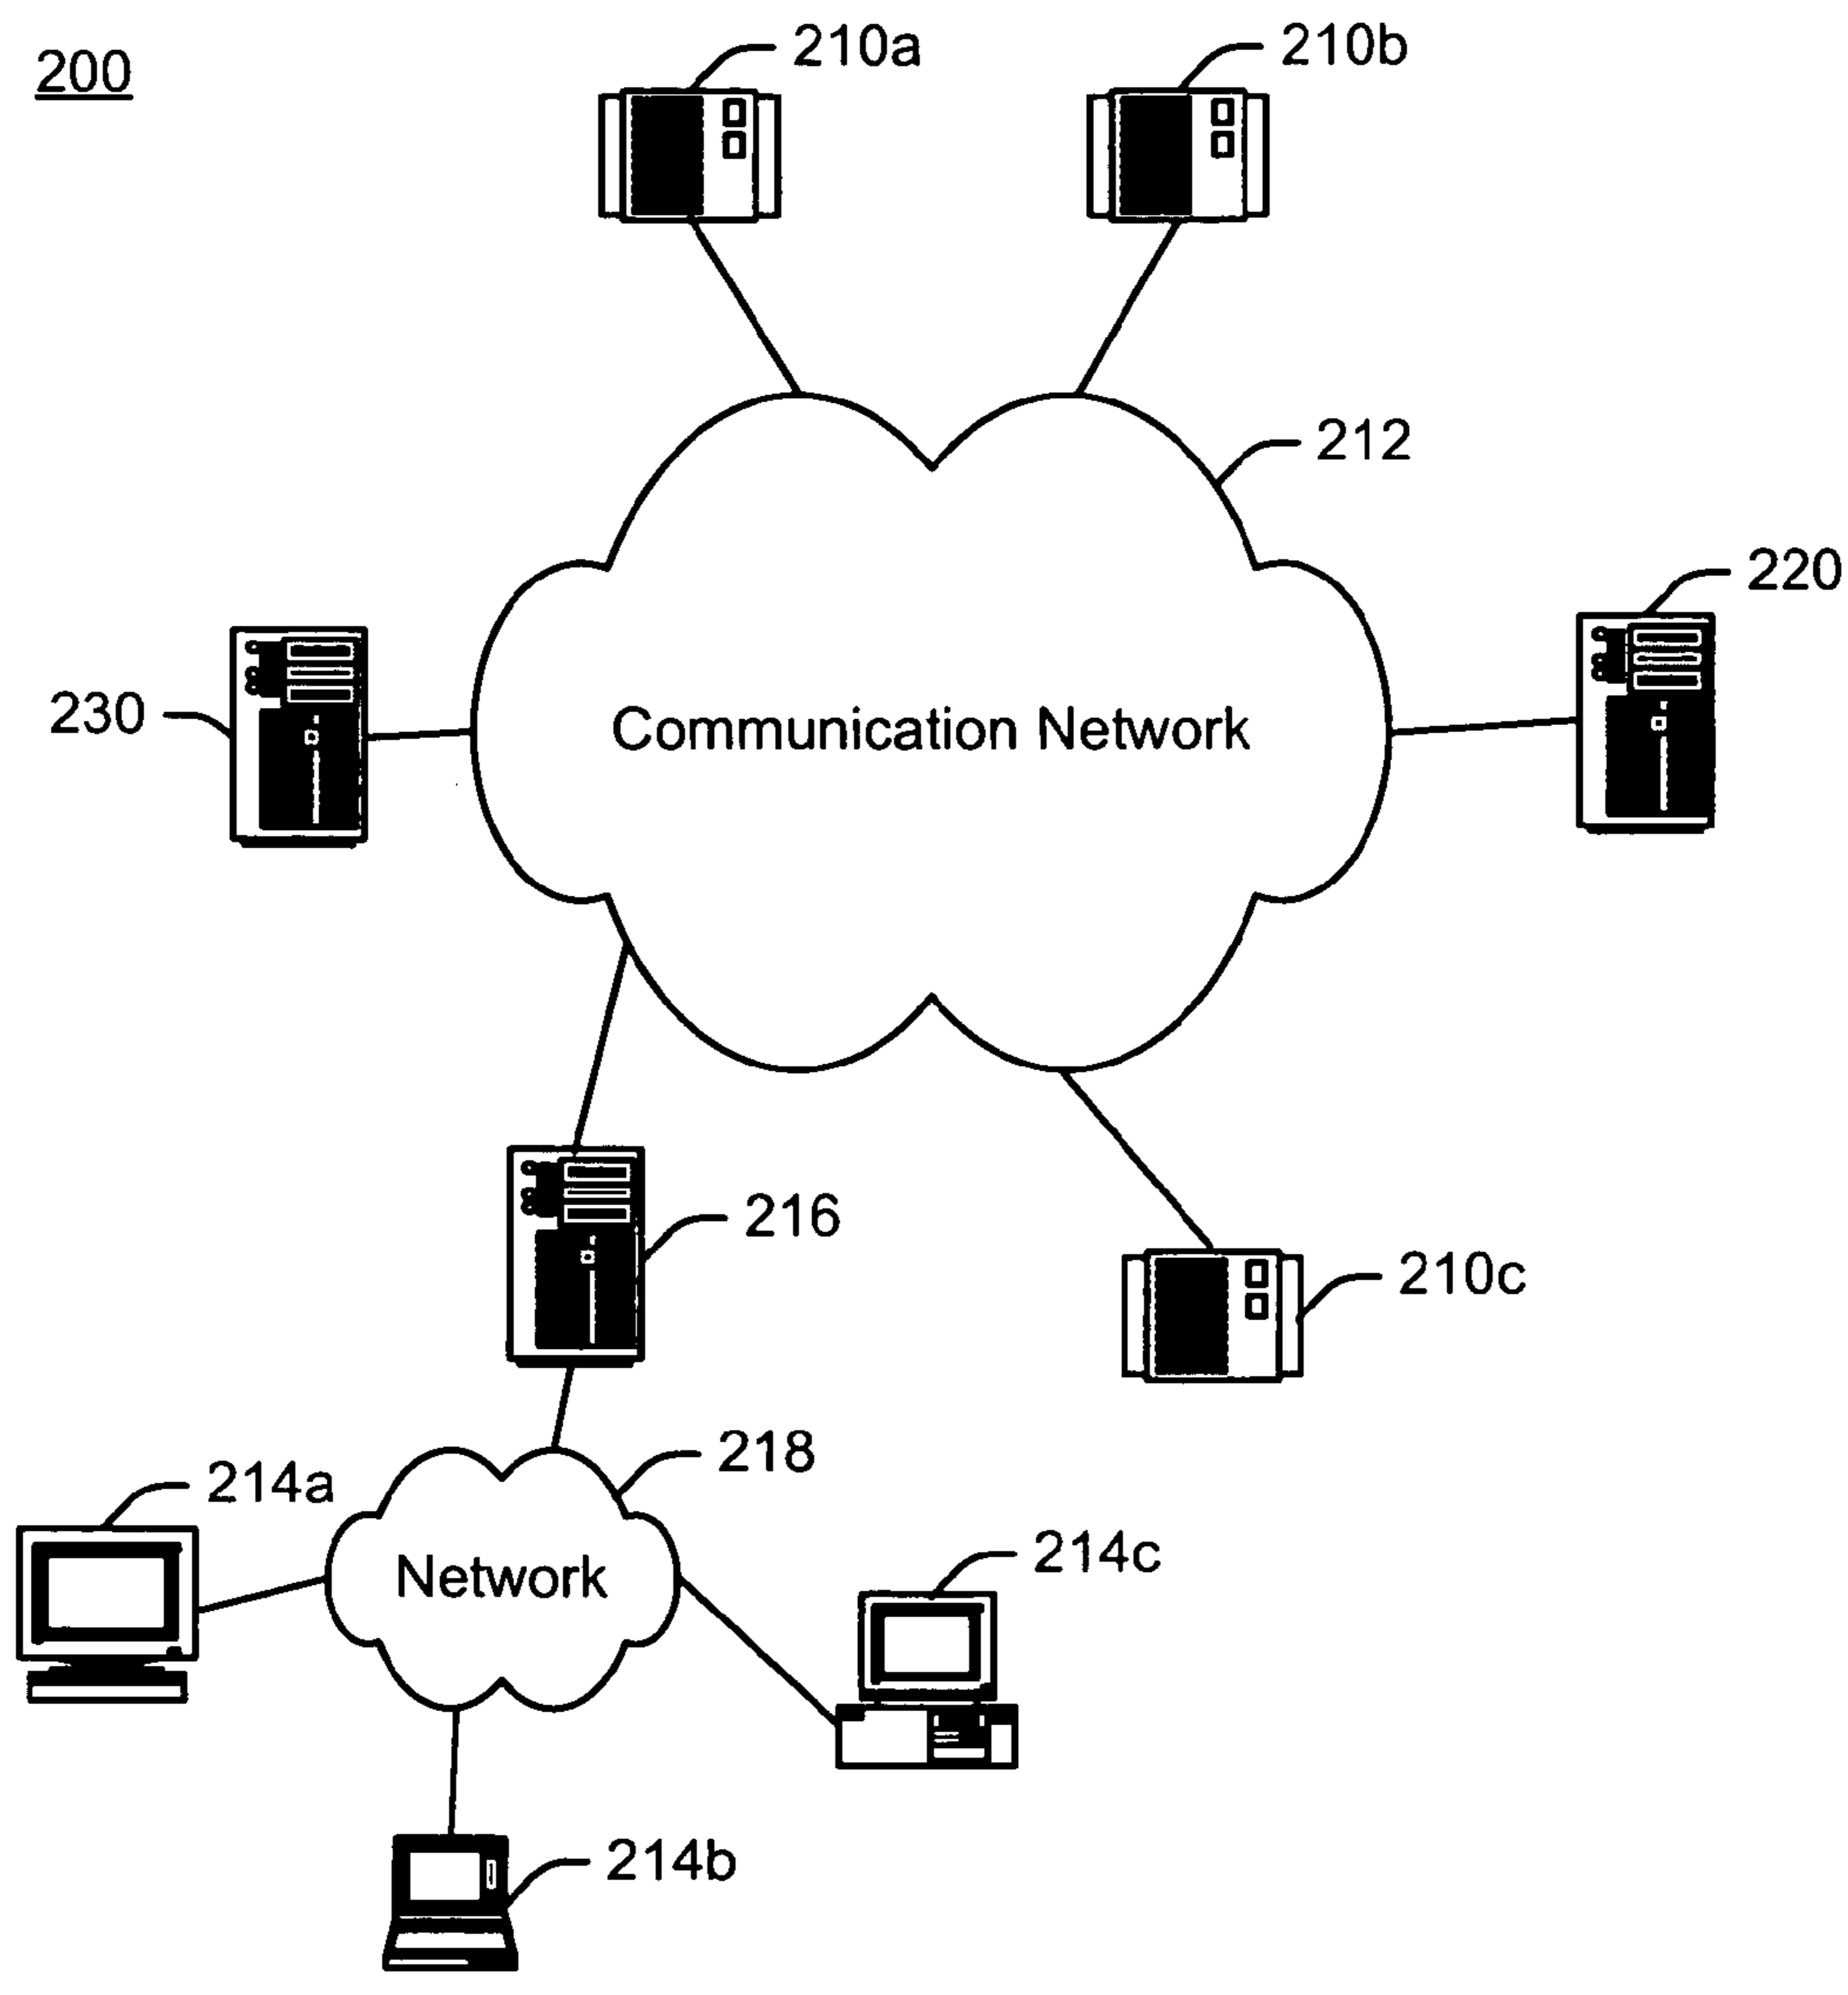 200
210a
210b
212
220
230
Communication Network
216
210c
218
214a
Network
214c
214b